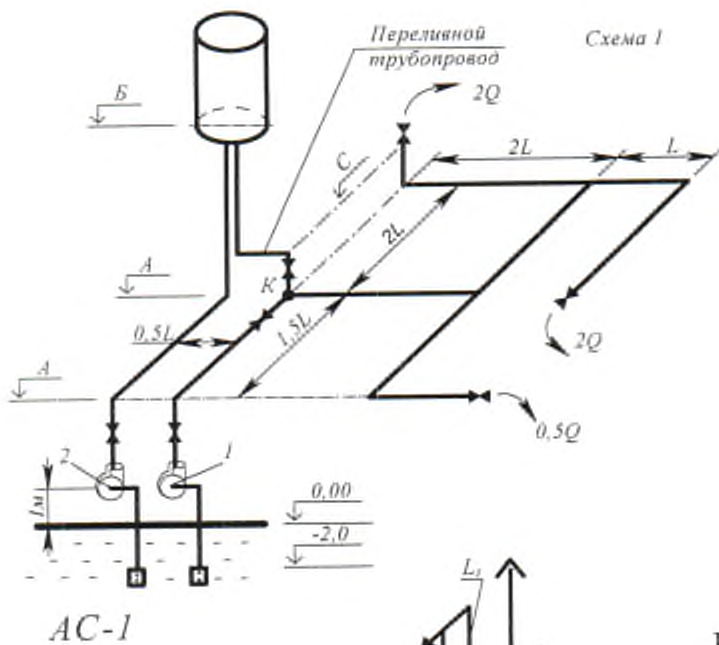 Переливной
трубопровод
Схема 1
Б
2Q
2L
L
С
2L
А
К
0,5L
1,5L
2Q
А
0,5Q
2
1
1м
0,00
-2,0
АС-1